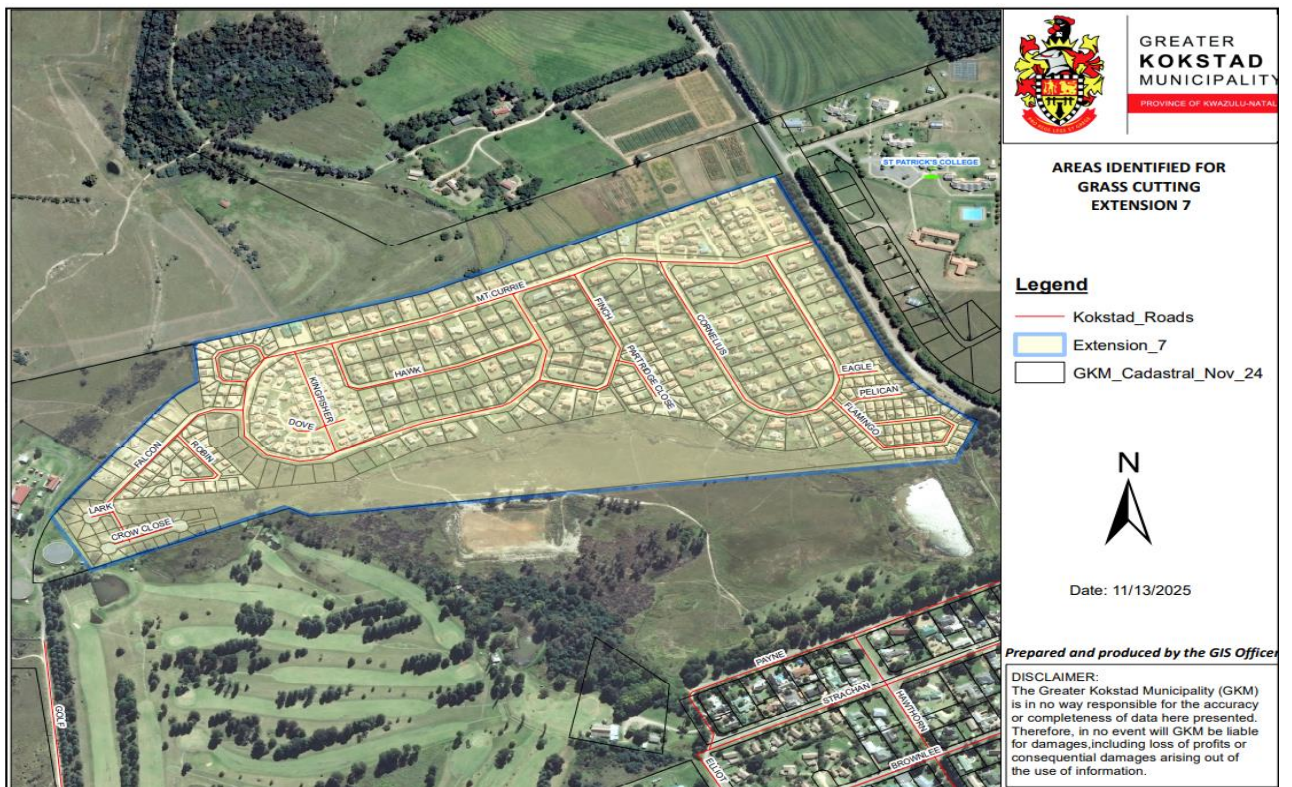 GREATER
KOKSTAD
MUNICIPALITY
PROVINCE OF KWAZULU-NATAL
AREAS IDENTIFIED FOR
GRASS CUTTING
EXTENSION 7
Legend
Kokstad_Roads
Extension_7
GKM_Cadastral_Nov_24
N
Date: 11/13/2025
Prepared and produced by the GIS Officer
DISCLAIMER:
The Greater Kokstad Municipality (GKM)
is in no way responsible for the accuracy
or completeness of data here presented.
Therefore, in no event will GKM be liable
for damages,including loss of profits or
consequential damages arising out of
the use of information.
ST PATRICK'S COLLEGE
MT CURRIE
FINCH
CORNELIUS
PARTRIDGE CLOSE
HAWK
KINGFISHER
DOVE
EAGLE
PELICAN
FLAMINGO
FALCON
ROBIN
LARK
CROW CLOSE
GOLF
PAYNE
STRACHAN
HAWTHORN
BROWNLEE
ELLIOT